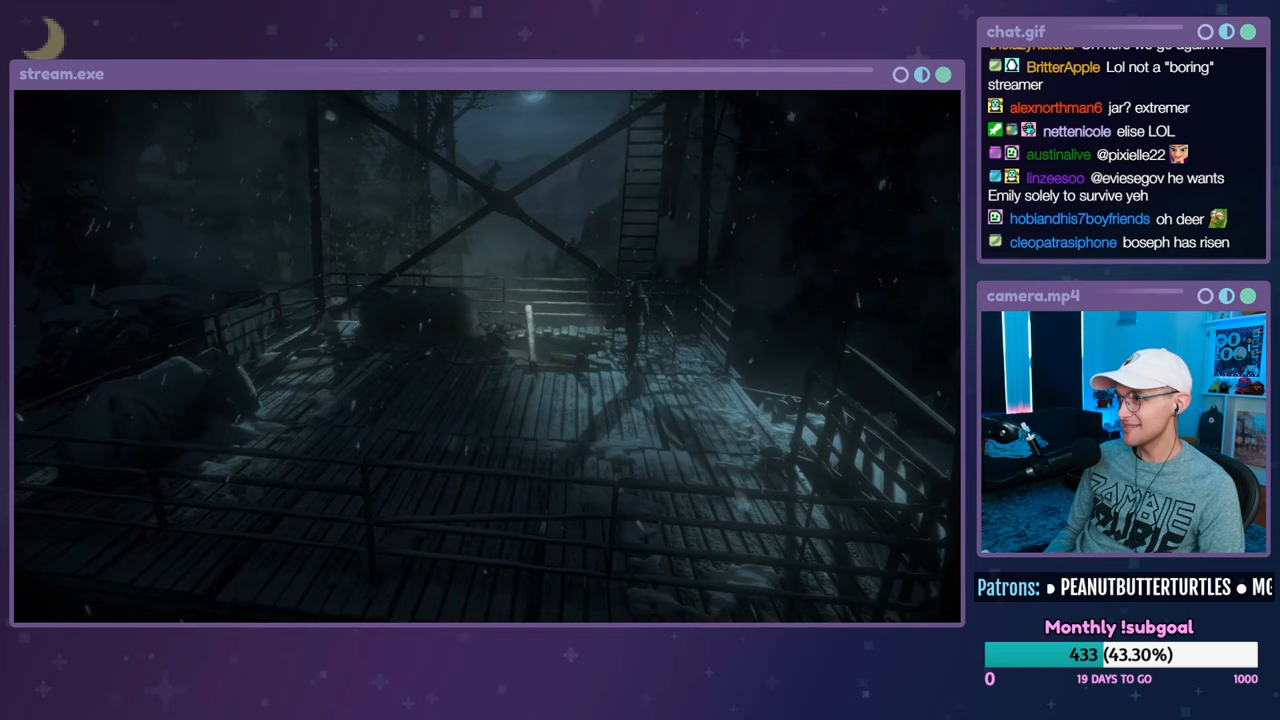 stream.exe
chat.gif
BritterApple Lol not a "boring"
streamer
alexnorthman6 jar? extremer
nettenicole elise LOL
austinalive @pixielle22
linzeesoo @eviesegov he wants
Emily solely to survive yeh
hobiandhis7boyfriends oh deer
cleopatrasiphone boseph has risen
camera.mp4
ZOMBIE
Patrons: • PEANUTBUTTERTURTLES • MG
Monthly !subgoal
433 (43.30%)
0 19 DAYS TO GO 1000